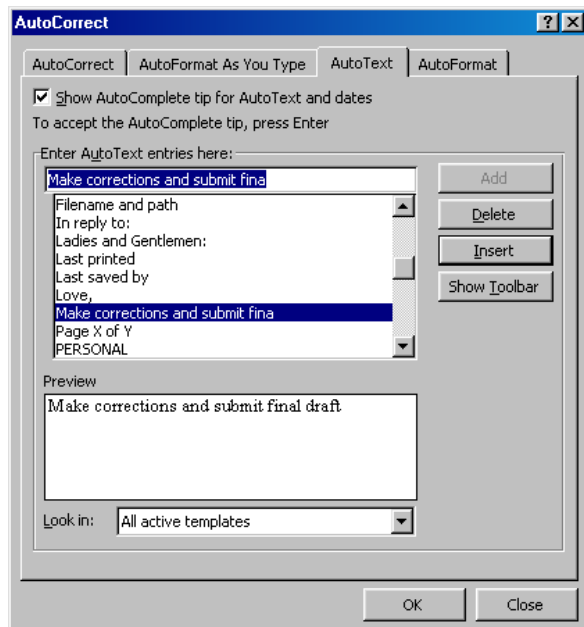 AutoCorrect
AutoCorrect AutoFormat As You Type AutoText AutoFormat
Show AutoComplete tip for AutoText and dates
To accept the AutoComplete tip, press Enter
Enter AutoText entries here:
Make corrections and submit fina
Add
Filename and path
In reply to:
Delete
Ladies and Gentlemen:
Last printed
Insert
Last saved by
Love,
Show Toolbar
Make corrections and submit fina
Page X of Y
PERSONAL
Preview
Make corrections and submit final draft
Look in: All active templates
OK Close